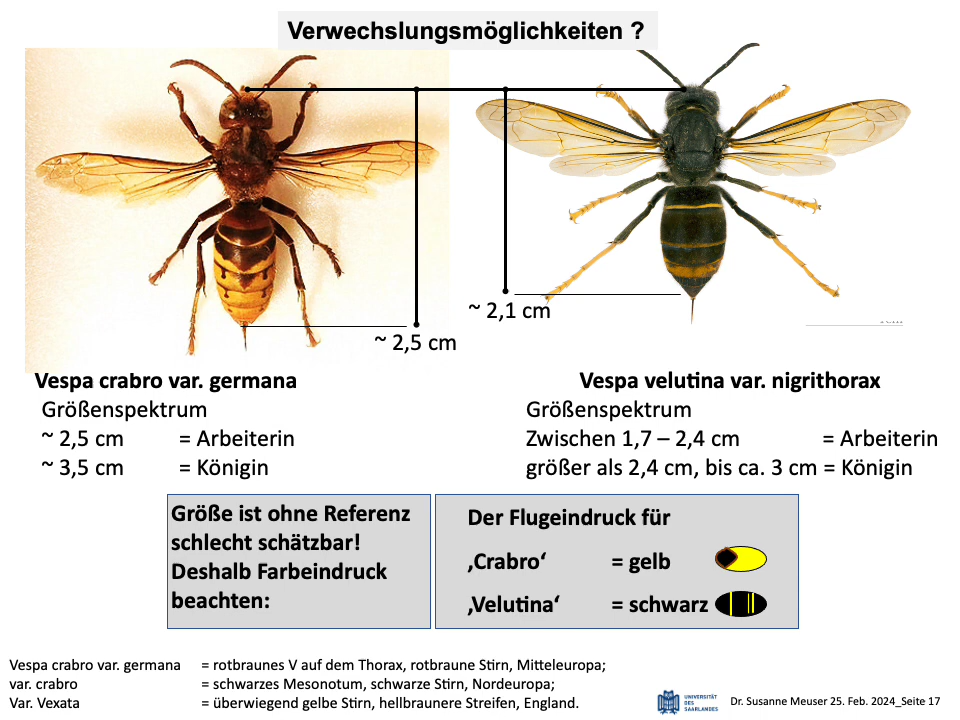 Verwechslungsmöglichkeiten ?
~ 2,1 cm
~ 2,5 cm
Vespa crabro var. germana
Größenspektrum
~ 2,5 cm = Arbeiterin
~ 3,5 cm = Königin
Vespa velutina var. nigrithorax
Größenspektrum
Zwischen 1,7 – 2,4 cm = Arbeiterin
größer als 2,4 cm, bis ca. 3 cm = Königin
Größe ist ohne Referenz
schlecht schätzbar!
Deshalb Farbeindruck
beachten:
Der Flugeindruck für
‚Crabro‘ = gelb
‚Velutina‘ = schwarz
Vespa crabro var. germana = rotbraunes V auf dem Thorax, rotbraune Stirn, Mitteleuropa;
var. crabro = schwarzes Mesonotum, schwarze Stirn, Nordeuropa;
Var. Vexata = überwiegend gelbe Stirn, hellbraunere Streifen, England.
UNIVERSITÄT
DES
SAARLANDES
Dr. Susanne Meuser 25. Feb. 2024_Seite 17